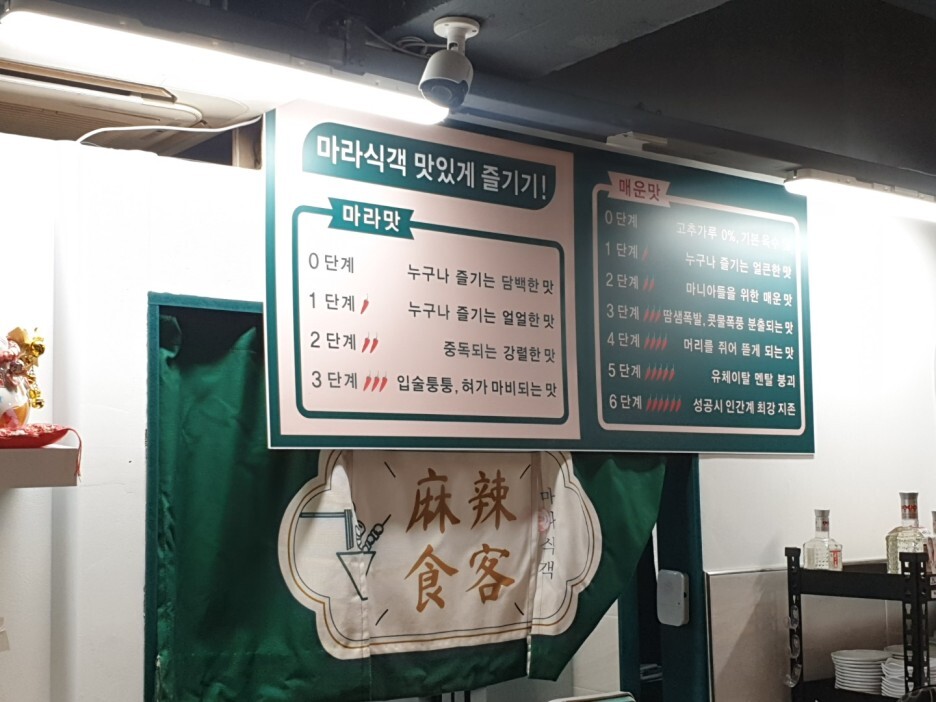 마라식객 맛있게 즐기기!
마라맛
0 단계 누구나 즐기는 담백한 맛
1 단계 누구나 즐기는 얼얼한 맛
2 단계 중독되는 강렬한 맛
3 단계 입술퉁퉁, 혀가 마비되는 맛
매운맛
0 단계 고추가루 0%, 기본
1 단계 누구나 즐기는 얼큰한 맛
2 단계 마니아들을 위한 매운 맛
3 단계 땀샘폭발, 콧물폭풍 분출되는 맛
4 단계 머리를 쥐어 뜯게 되는 맛
5 단계 유체이탈 멘탈 붕괴
6 단계 성공시 인간계 최강 지존
麻辣
食客
마라식객